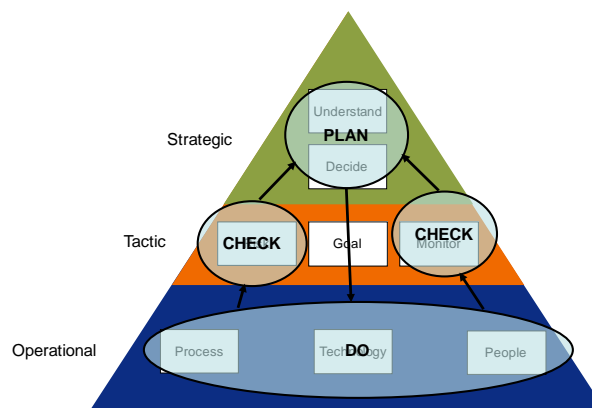 Understand
PLAN
Strategic
Decide
Tactic
CHECK
Goal
CHECK
Monitor
Operational
Process
Technology
DO
People